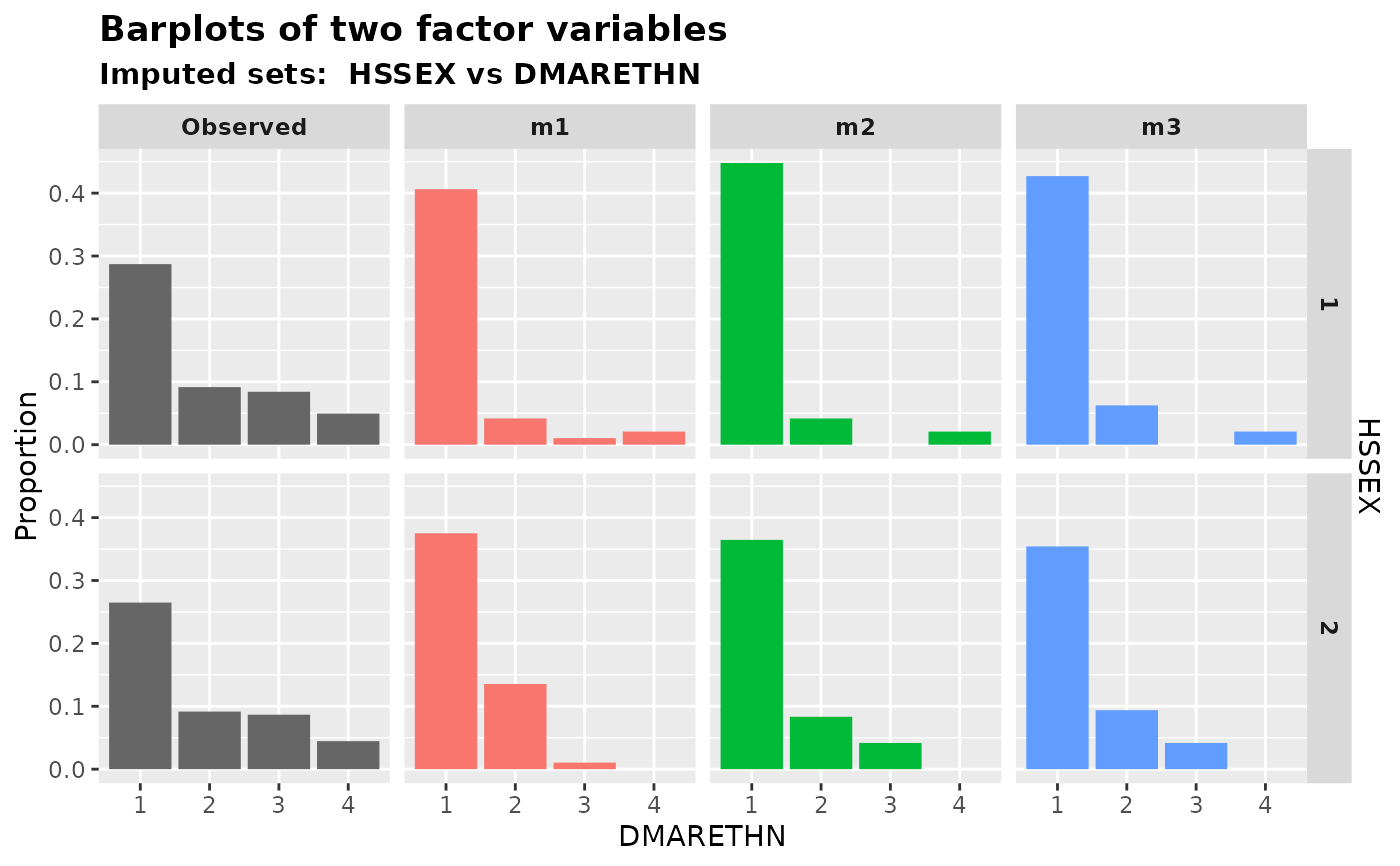 Barplots of two factor variables
Imputed sets:  HSSEX vs DMARETHN
Observed m1 m2 m3
0.4
0.3
0.2
0.1
0.0
1
Proportion
HSSEX
0.4
0.3
0.2
0.1
0.0
2
1 2 3 4 1 2 3 4 1 2 3 4 1 2 3 4
DMARETHN